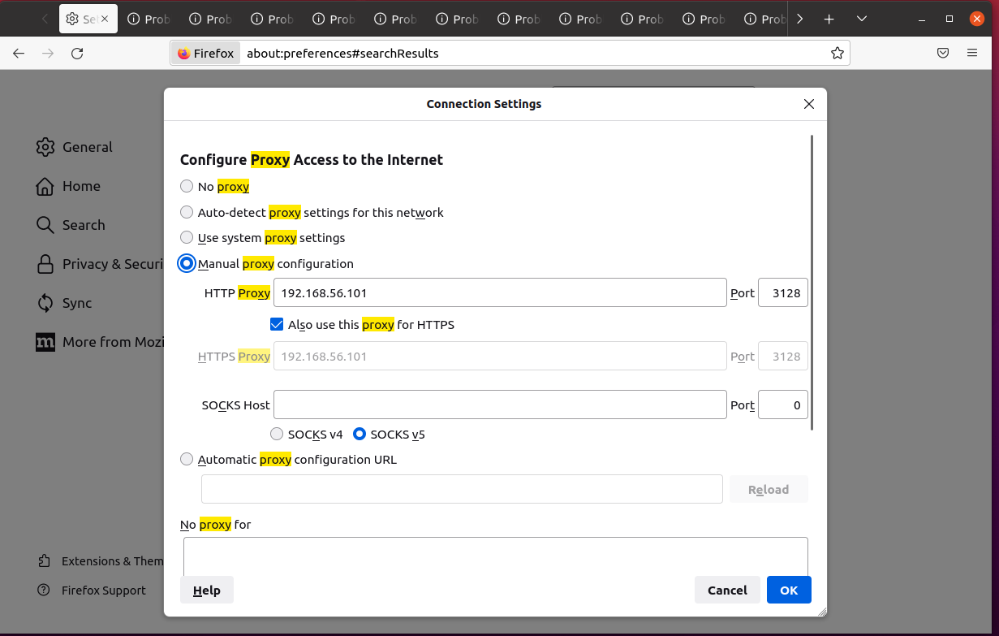 Se
Prob
Prob
Prob
Prob
Prob
Prob
Prob
Prob
Prob
Prob
Prob
Firefox about:preferences#searchResults
Connection Settings
General
Home
Search
Privacy & Securi
Sync
m More from Mozi
Extensions & Them
Firefox Support
Configure Proxy Access to the Internet
No proxy
Auto-detect proxy settings for this network
Use system proxy settings
Manual proxy configuration
HTTP Proxy 192.168.56.101 Port 3128
Also use this proxy for HTTPS
HTTPS Proxy 192.168.56.101 Port 3128
SOCKS Host Port 0
SOCKS v4 SOCKS v5
Automatic proxy configuration URL
Reload
No proxy for
Help Cancel OK